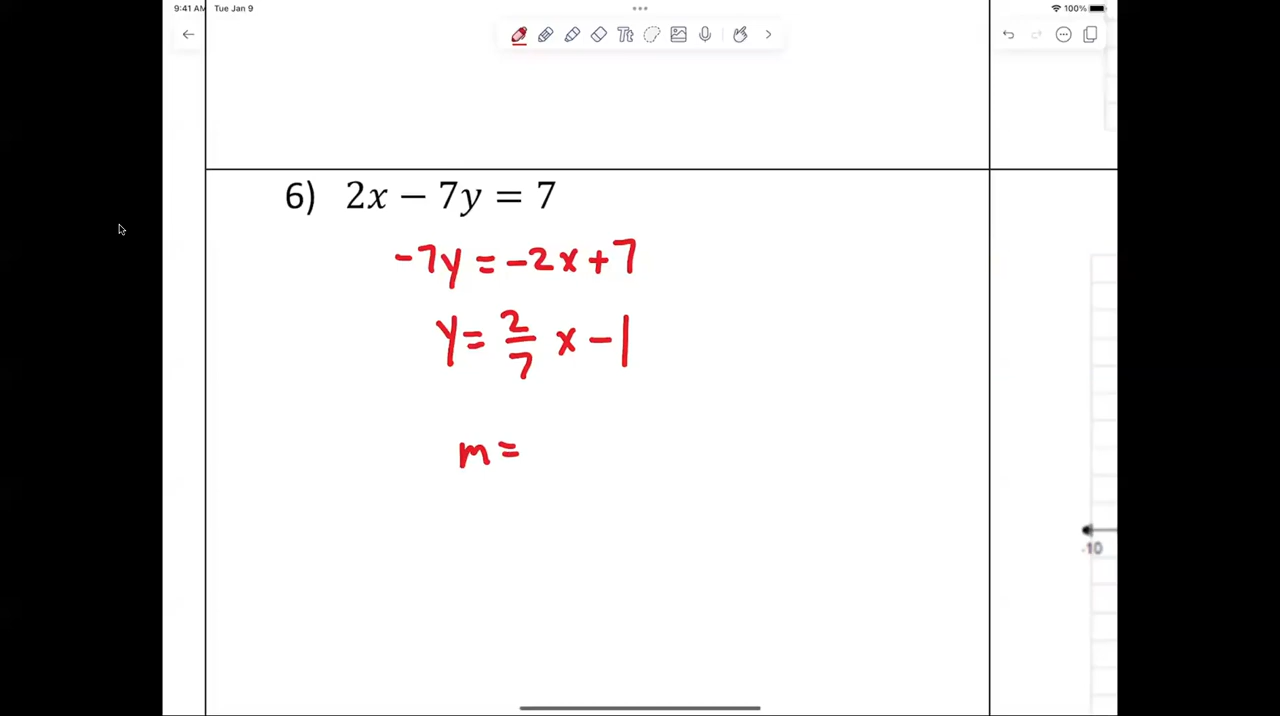 9:41 AM Tue Jan 9
100%
6) 2x − 7y = 7
-7y = -2x + 7
y = 2/7 x - 1
m =
-10